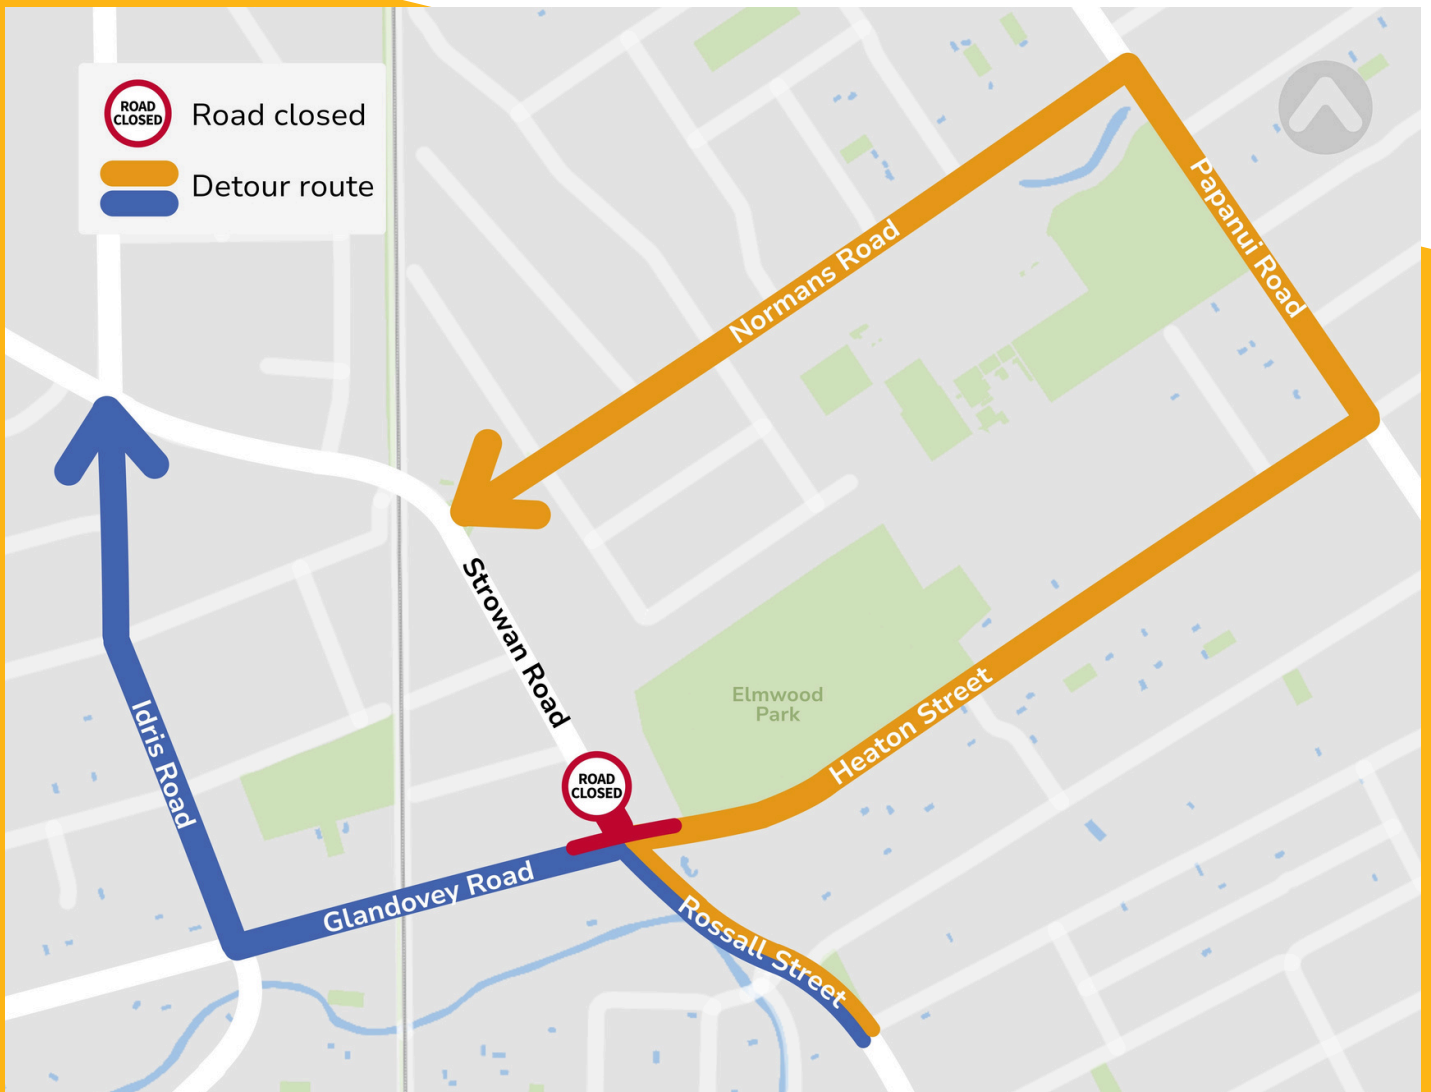 ROAD
CLOSED
Road closed
Detour route
Papanui Road
Normans Road
Strowan Road
Elmwood
Park
Heaton Street
Idris Road
ROAD
CLOSED
Glandovey Road
Rossall Street